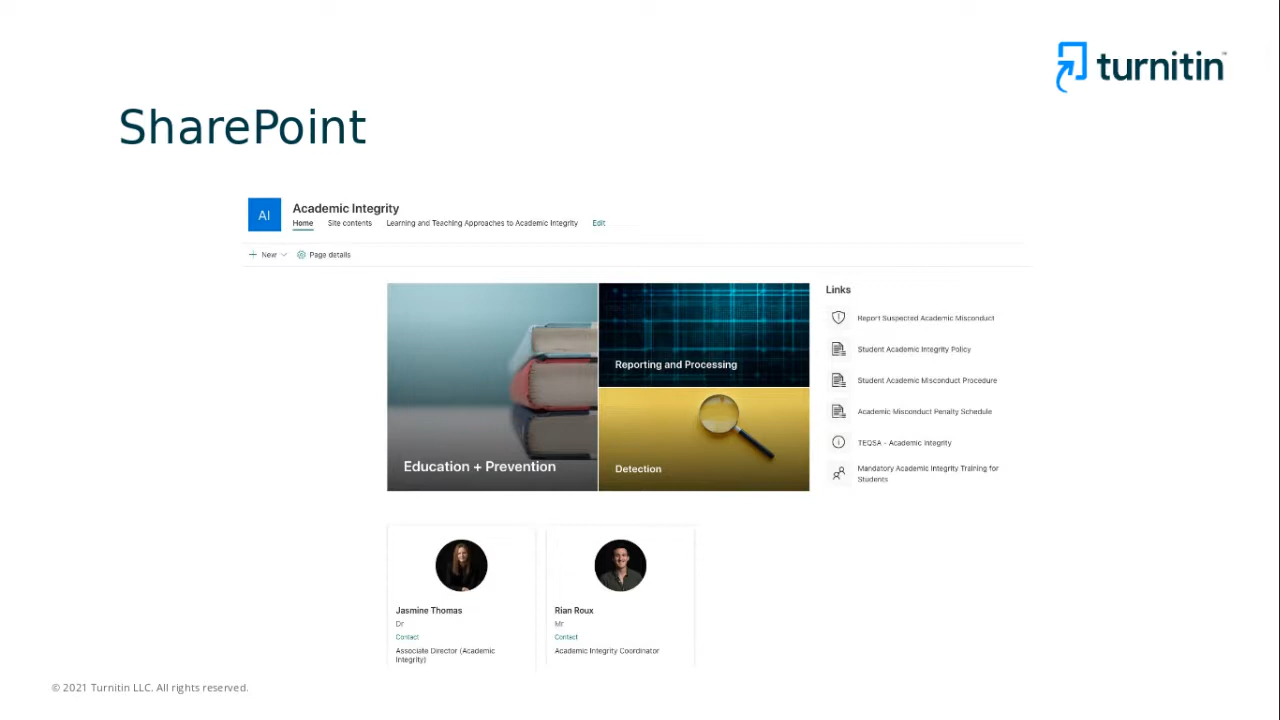 turnitin™
SharePoint
AI
Academic Integrity
Home Site contents Learning and Teaching Approaches to Academic Integrity Edit
+ New Page details
Education + Prevention
Reporting and Processing
Detection
Links
Report Suspected Academic Misconduct
Student Academic Integrity Policy
Student Academic Misconduct Procedure
Academic Misconduct Penalty Schedule
TEQSA - Academic Integrity
Mandatory Academic Integrity Training for
Students
Jasmine Thomas
Dr
Contact
Associate Director (Academic
Integrity)
Rian Roux
Mr
Contact
Academic Integrity Coordinator
© 2021 Turnitin LLC. All rights reserved.